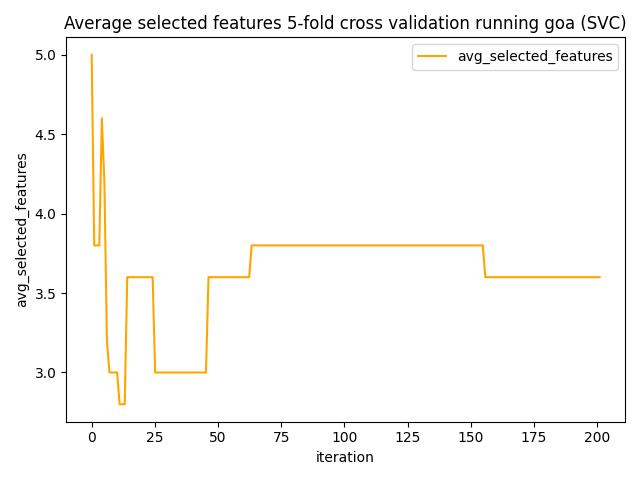 Average selected features 5-fold cross validation running goa (SVC)
avg_selected_features
5.0
4.5
4.0
3.5
3.0
avg_selected_features
0 25 50 75 100 125 150 175 200
iteration